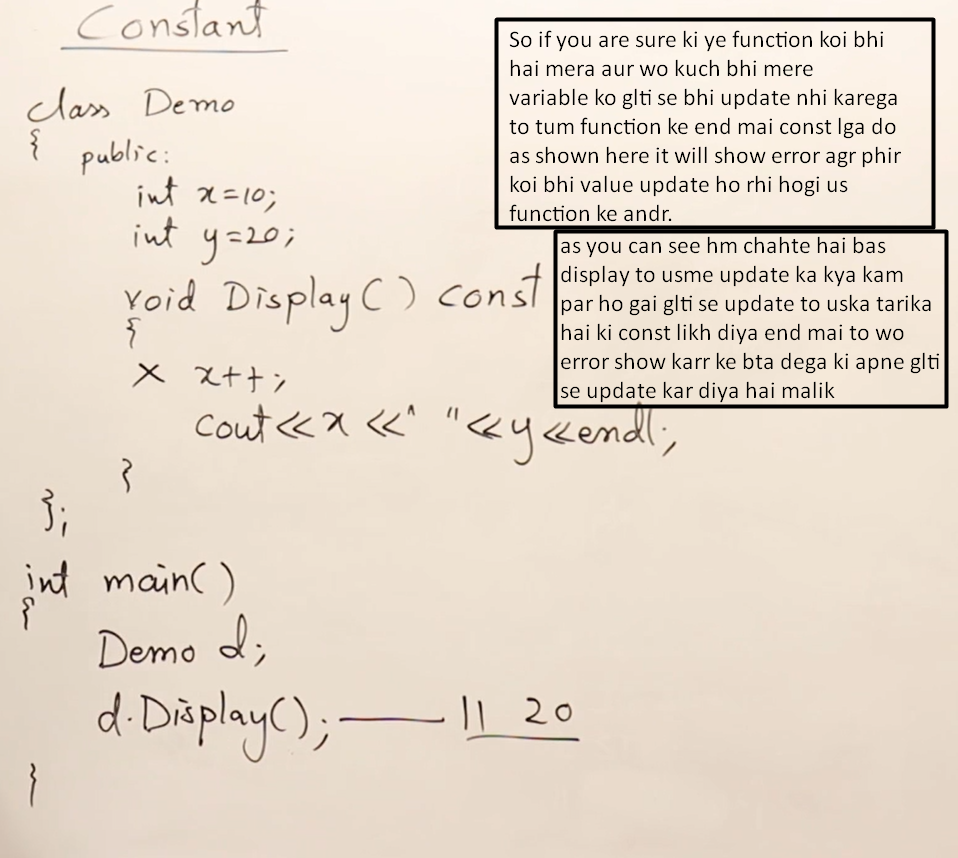 Constant
class Demo
{
public:
int x=10;
int y=20;
void Display() const
{
× x++;
cout<<x<<" "<<y<<endl;
}
};
int main()
{
Demo d;
d.Display(); — 11 20
}
So if you are sure ki ye function koi bhi
hai mera aur wo kuch bhi mere
variable ko glti se bhi update nhi karega
to tum function ke end mai const lga do
as shown here it will show error agr phir
koi bhi value update ho rhi hogi us
function ke andr.
as you can see hm chahte hai bas
display to usme update ka kya kam
par ho gai glti se update to uska tarika
hai ki const likh diya end mai to wo
error show karr ke bta dega ki apne glti
se update kar diya hai malik